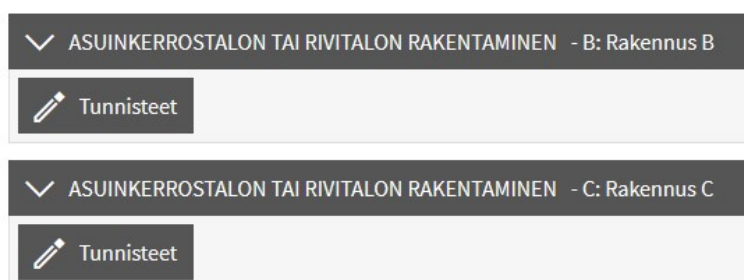 ASUINKERROSTALON TAI RIVITALON RAKENTAMINEN - B: Rakennus B
Tunnisteet
ASUINKERROSTALON TAI RIVITALON RAKENTAMINEN - C: Rakennus C
Tunnisteet